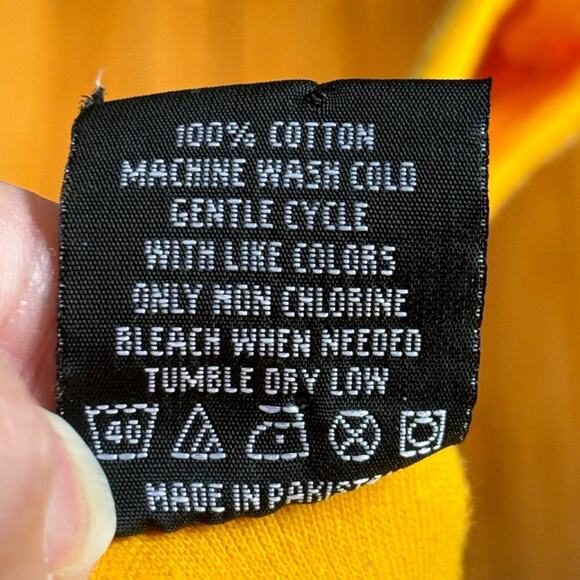 100% COTTON
MACHINE WASH COLD
GENTLE CYCLE
WITH LIKE COLORS
ONLY NON CHLORINE
BLEACH WHEN NEEDED
TUMBLE DRY LOW
40
MADE IN